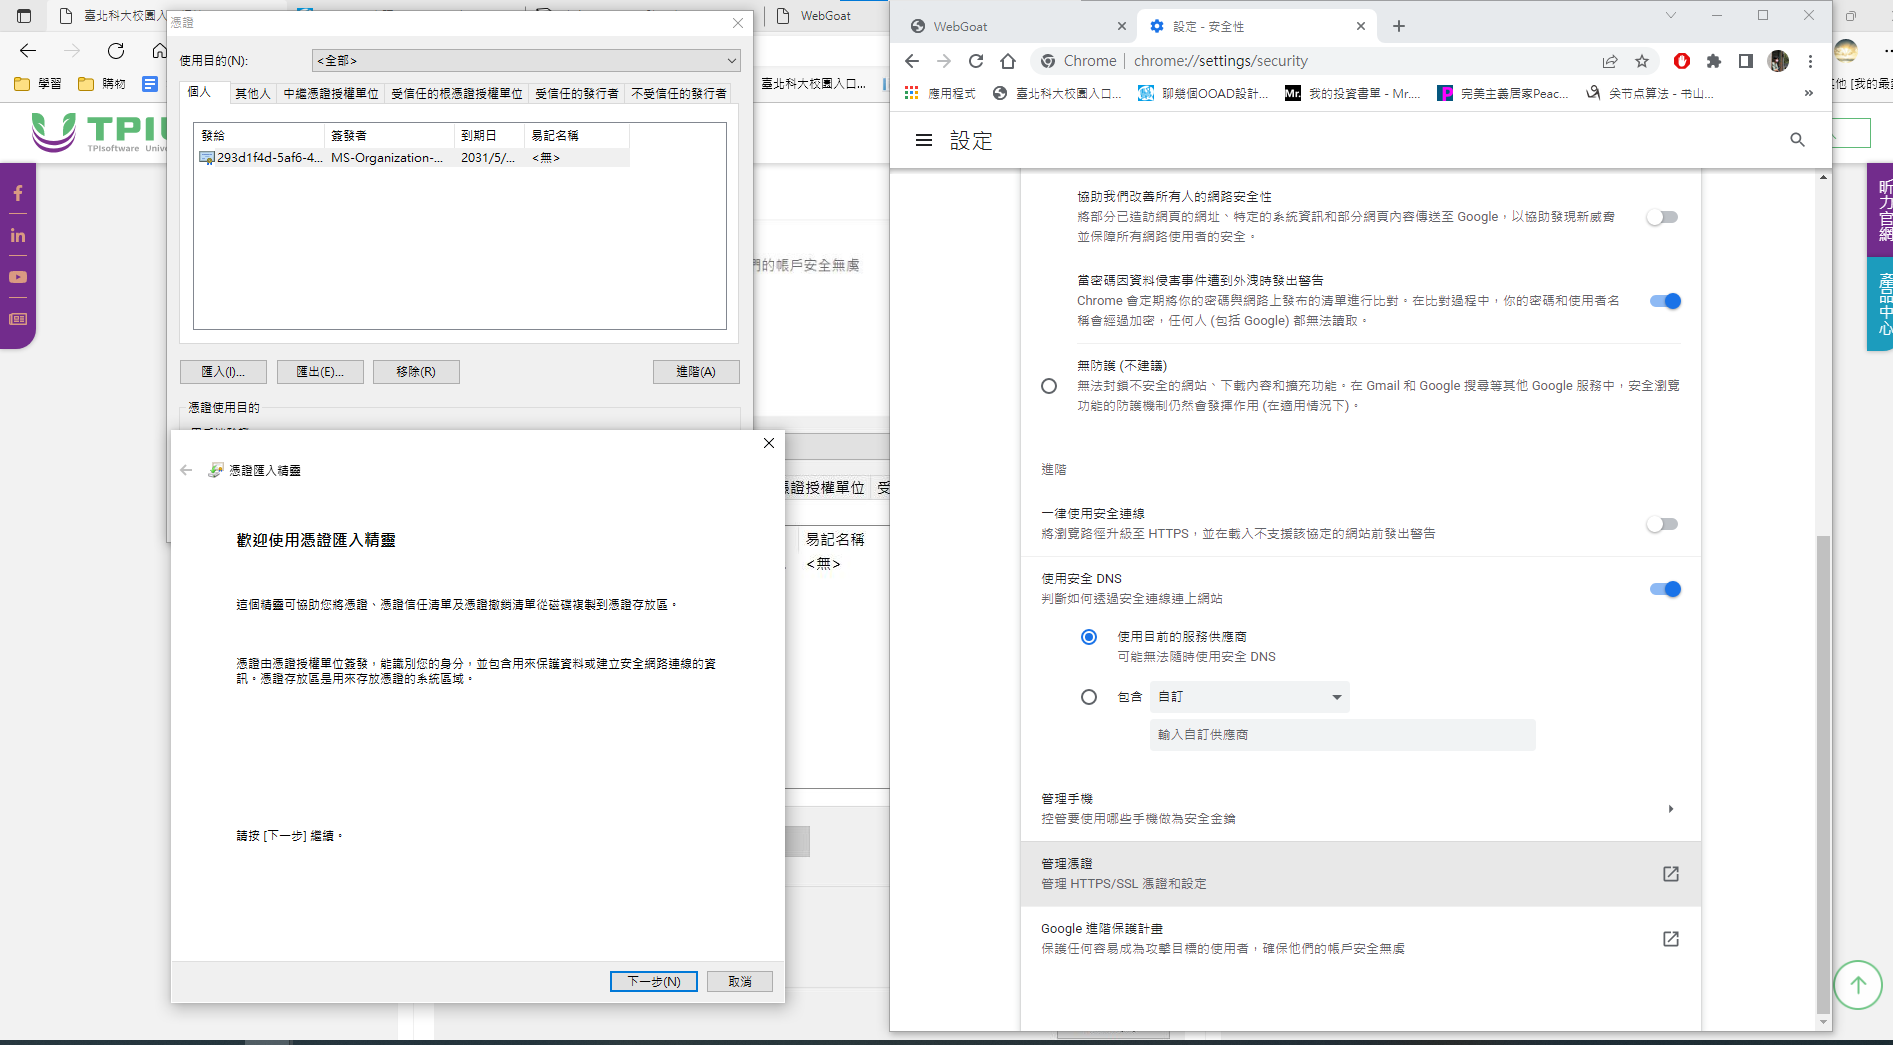 臺北科大校園入
WebGoat
學習
購物
臺北科大校園入口...
他 [我的最
TPIU
TPIsoftware Unive
昕力官網
產品中心
們的帳戶安全無虞
憑證授權單位
受
易記名稱
<無>
憑證
使用目的(N):
<全部>
個人
其他人
中繼憑證授權單位
受信任的根憑證授權單位
受信任的發行者
不受信任的發行者
發給
簽發者
到期日
易記名稱
293d1f4d-5af6-4...
MS-Organization-...
2031/5/...
<無>
匯入(I)...
匯出(E)...
移除(R)
進階(A)
憑證使用目的
憑證匯入精靈
歡迎使用憑證匯入精靈
這個精靈可協助您將憑證、憑證信任清單及憑證撤銷清單從磁碟複製到憑證存放區。
憑證由憑證授權單位簽發，能識別您的身分，並包含用來保護資料或建立安全網路連線的資
訊。憑證存放區是用來存放憑證的系統區域。
請按 [下一步] 繼續。
下一步(N)
取消
WebGoat
設定 - 安全性
Chrome
chrome://settings/security
應用程式
臺北科大校園入口...
聊幾個OOAD設計...
Mr.
我的投資書單 - Mr....
完美主義居家Peac...
关节点算法 - 书山...
設定
協助我們改善所有人的網路安全性
將部分已造訪網頁的網址、特定的系統資訊和部分網頁內容傳送至 Google，以協助發現新威脅
並保障所有網路使用者的安全。
當密碼因資料侵害事件遭到外洩時發出警告
Chrome 會定期將你的密碼與網路上發布的清單進行比對。在比對過程中，你的密碼和使用者名
稱會經過加密，任何人 (包括 Google) 都無法讀取。
無防護 (不建議)
無法封鎖不安全的網站、下載內容和擴充功能。在 Gmail 和 Google 搜尋等其他 Google 服務中，安全瀏覽
功能的防護機制仍然會發揮作用 (在適用情況下)。
進階
一律使用安全連線
將瀏覽路徑升級至 HTTPS，並在載入不支援該協定的網站前發出警告
使用安全 DNS
判斷如何透過安全連線連上網站
使用目前的服務供應商
可能無法隨時使用安全 DNS
包含
自訂
輸入自訂供應商
管理手機
控管要使用哪些手機做為安全金鑰
管理憑證
管理 HTTPS/SSL 憑證和設定
Google 進階保護計畫
保護任何容易成為攻擊目標的使用者，確保他們的帳戶安全無虞